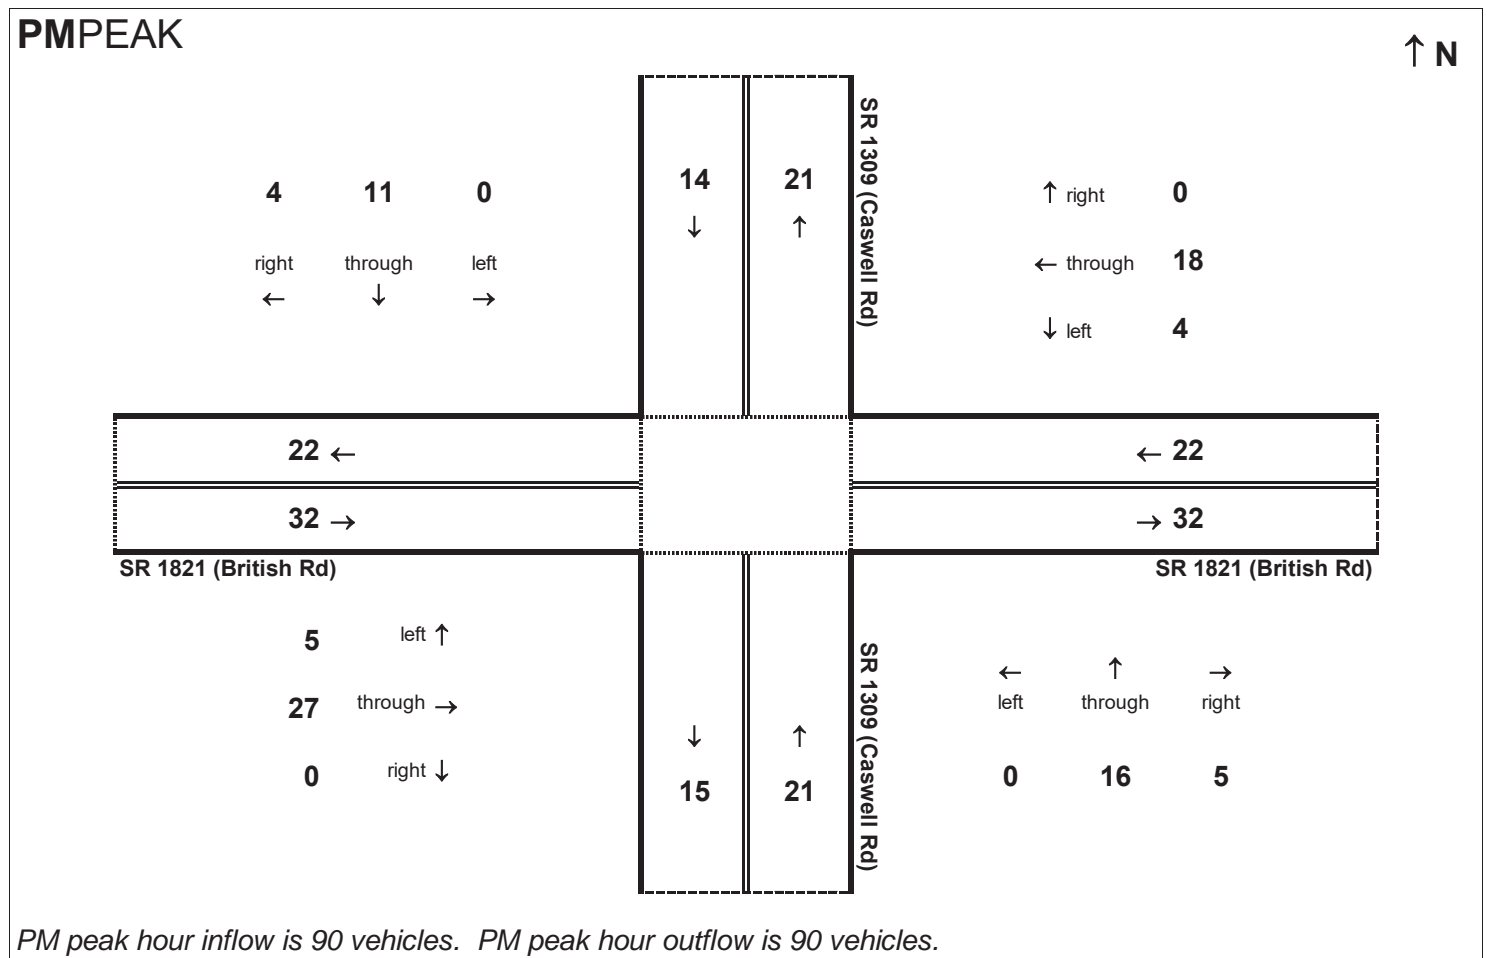 PMPEAK
↑ N
14 21
↓ ↑
SR 1309 (Caswell Rd)
4 11 0
right through left
← ↓ →
↑ right 0
← through 18
↓ left 4
22 ←
← 22
32 →
→ 32
SR 1821 (British Rd)
SR 1821 (British Rd)
5 left ↑
27 through →
0 right ↓
↓ ↑
15 21
SR 1309 (Caswell Rd)
← ↑ →
left through right
0 16 5
PM peak hour inflow is 90 vehicles. PM peak hour outflow is 90 vehicles.